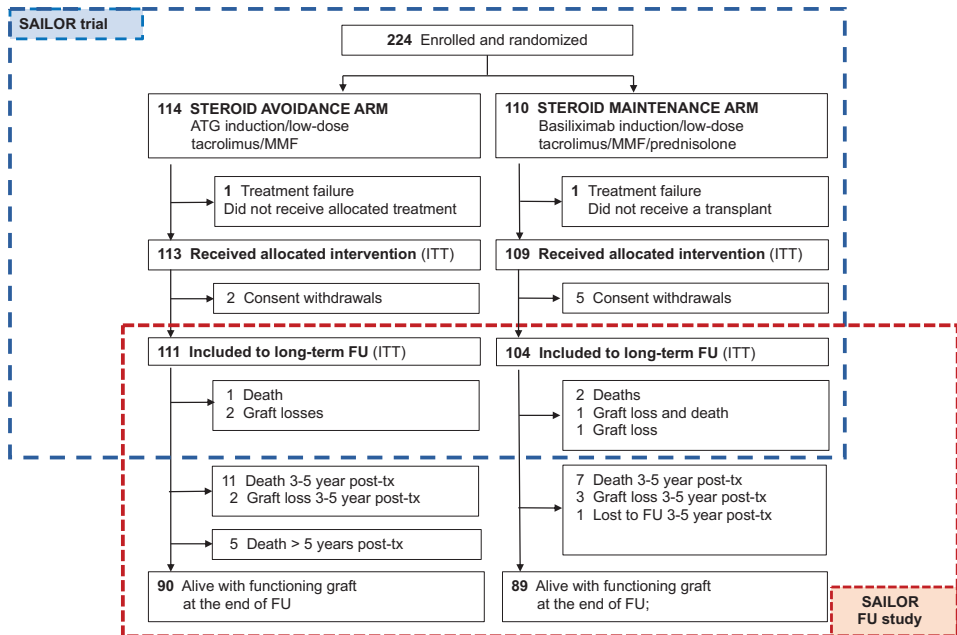 SAILOR trial
224 Enrolled and randomized
114 STEROID AVOIDANCE ARM
ATG induction/low-dose
tacrolimus/MMF
110 STEROID MAINTENANCE ARM
Basiliximab induction/low-dose
tacrolimus/MMF/prednisolone
1 Treatment failure
Did not receive allocated treatment
1 Treatment failure
Did not receive a transplant
113 Received allocated intervention (ITT)
109 Received allocated intervention (ITT)
2 Consent withdrawals
5 Consent withdrawals
111 Included to long-term FU (ITT)
104 Included to long-term FU (ITT)
1 Death
2 Graft losses
2 Deaths
1 Graft loss and death
1 Graft loss
11 Death 3-5 year post-tx
2 Graft loss 3-5 year post-tx
7 Death 3-5 year post-tx
3 Graft loss 3-5 year post-tx
1 Lost to FU 3-5 year post-tx
5 Death > 5 years post-tx
90 Alive with functioning graft
at the end of FU
89 Alive with functioning graft
at the end of FU;
SAILOR
FU study